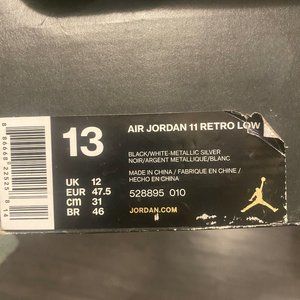 13
AIR JORDAN 11 RETRO LOW
BLACK/WHITE-METALLIC SILVER
NOIR/ARGENT METALLIQUE/BLANC
MADE IN CHINA / FABRIQUE EN CHINE /
HECHO EN CHINA
528895 010
JORDAN.COM
UK 12
EUR 47.5
CM 31
BR 46